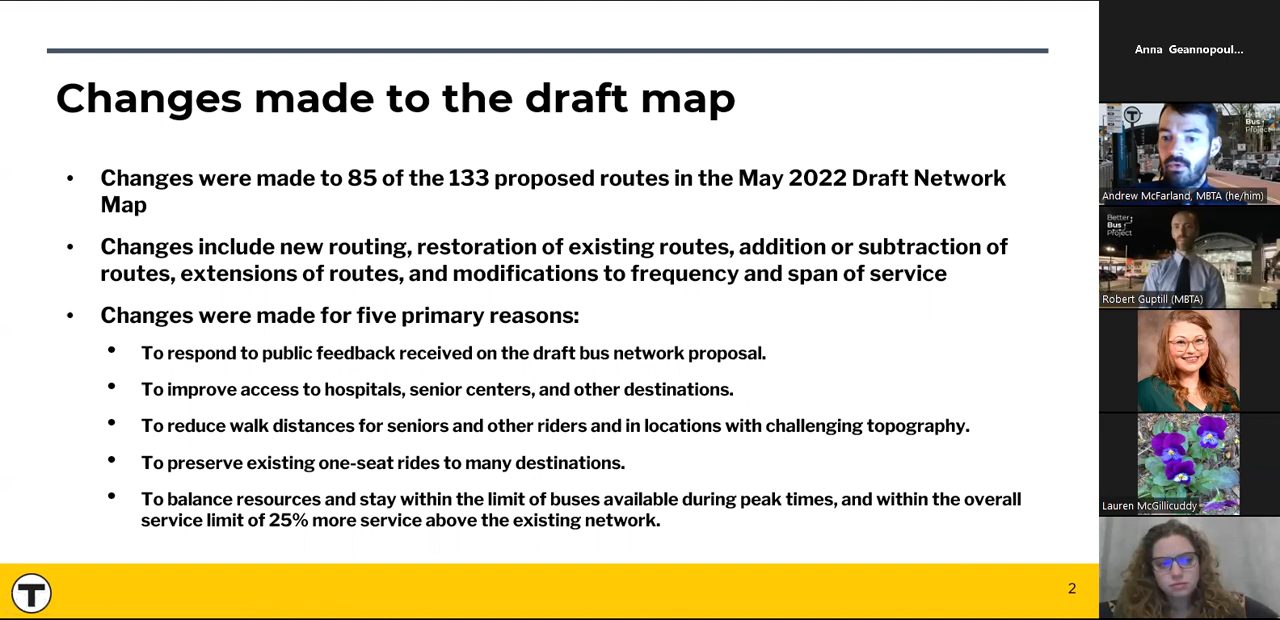 Changes made to the draft map
• Changes were made to 85 of the 133 proposed routes in the May 2022 Draft Network
Map
• Changes include new routing, restoration of existing routes, addition or subtraction of
routes, extensions of routes, and modifications to frequency and span of service
• Changes were made for five primary reasons:
• To respond to public feedback received on the draft bus network proposal.
• To improve access to hospitals, senior centers, and other destinations.
• To reduce walk distances for seniors and other riders and in locations with challenging topography.
• To preserve existing one-seat rides to many destinations.
• To balance resources and stay within the limit of buses available during peak times, and within the overall
service limit of 25% more service above the existing network.
T
2
Anna Geannopoul...
T
Better
Bus
Project
Andrew McFarland, MBTA (he/him)
Better
Bus
Project
Robert Guptill (MBTA)
Lauren McGillicuddy